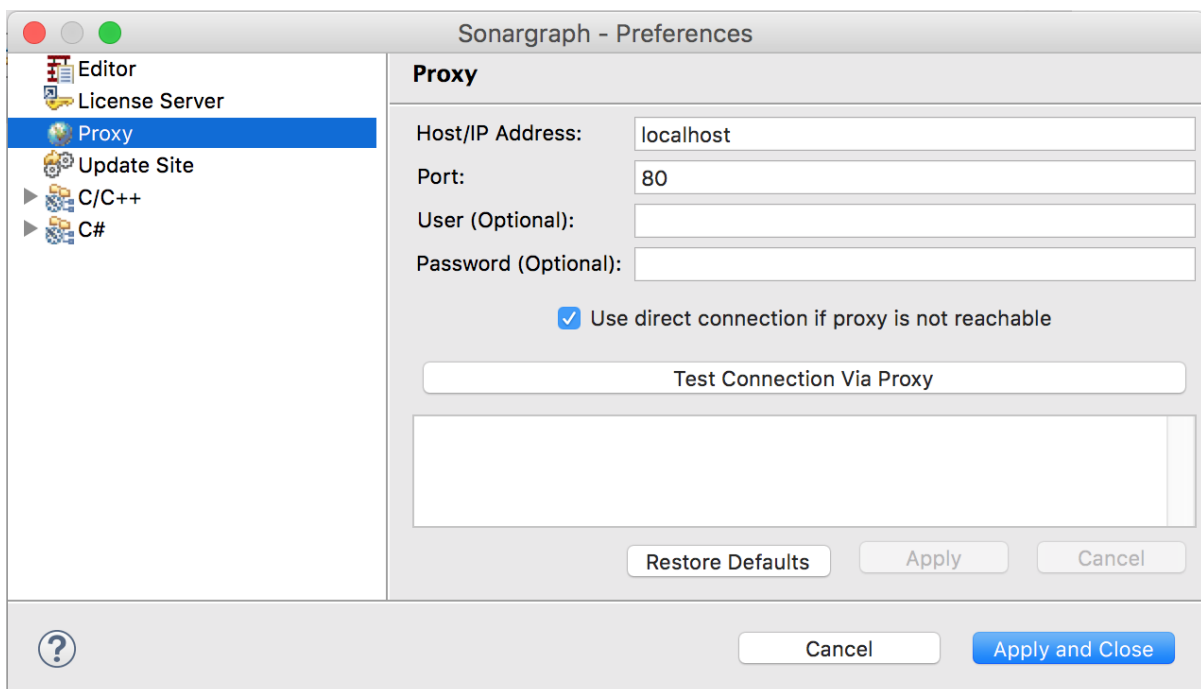 Sonargraph - Preferences
Editor
License Server
Proxy
Update Site
C/C++
C#
Proxy
Host/IP Address: localhost
Port: 80
User (Optional):
Password (Optional):
Use direct connection if proxy is not reachable
Test Connection Via Proxy
Restore Defaults Apply Cancel
? Cancel Apply and Close